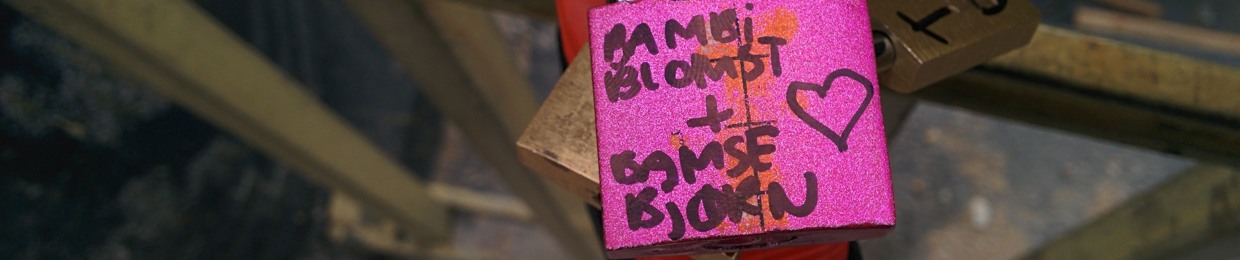 BAMBi
BLOMST
+
BAMSE
BJØRN